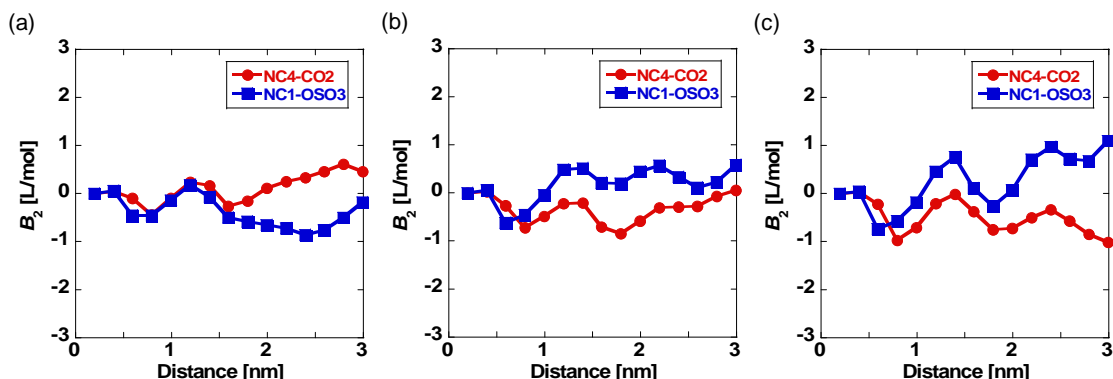 (a)
(b)
(c)
3
2
1
0
-1
-2
-3
B2 [L/mol]
0
1
2
3
Distance [nm]
NC4-CO2
NC1-OSO3
3
2
1
0
-1
-2
-3
B2 [L/mol]
0
1
2
3
Distance [nm]
NC4-CO2
NC1-OSO3
3
2
1
0
-1
-2
-3
B2 [L/mol]
0
1
2
3
Distance [nm]
NC4-CO2
NC1-OSO3